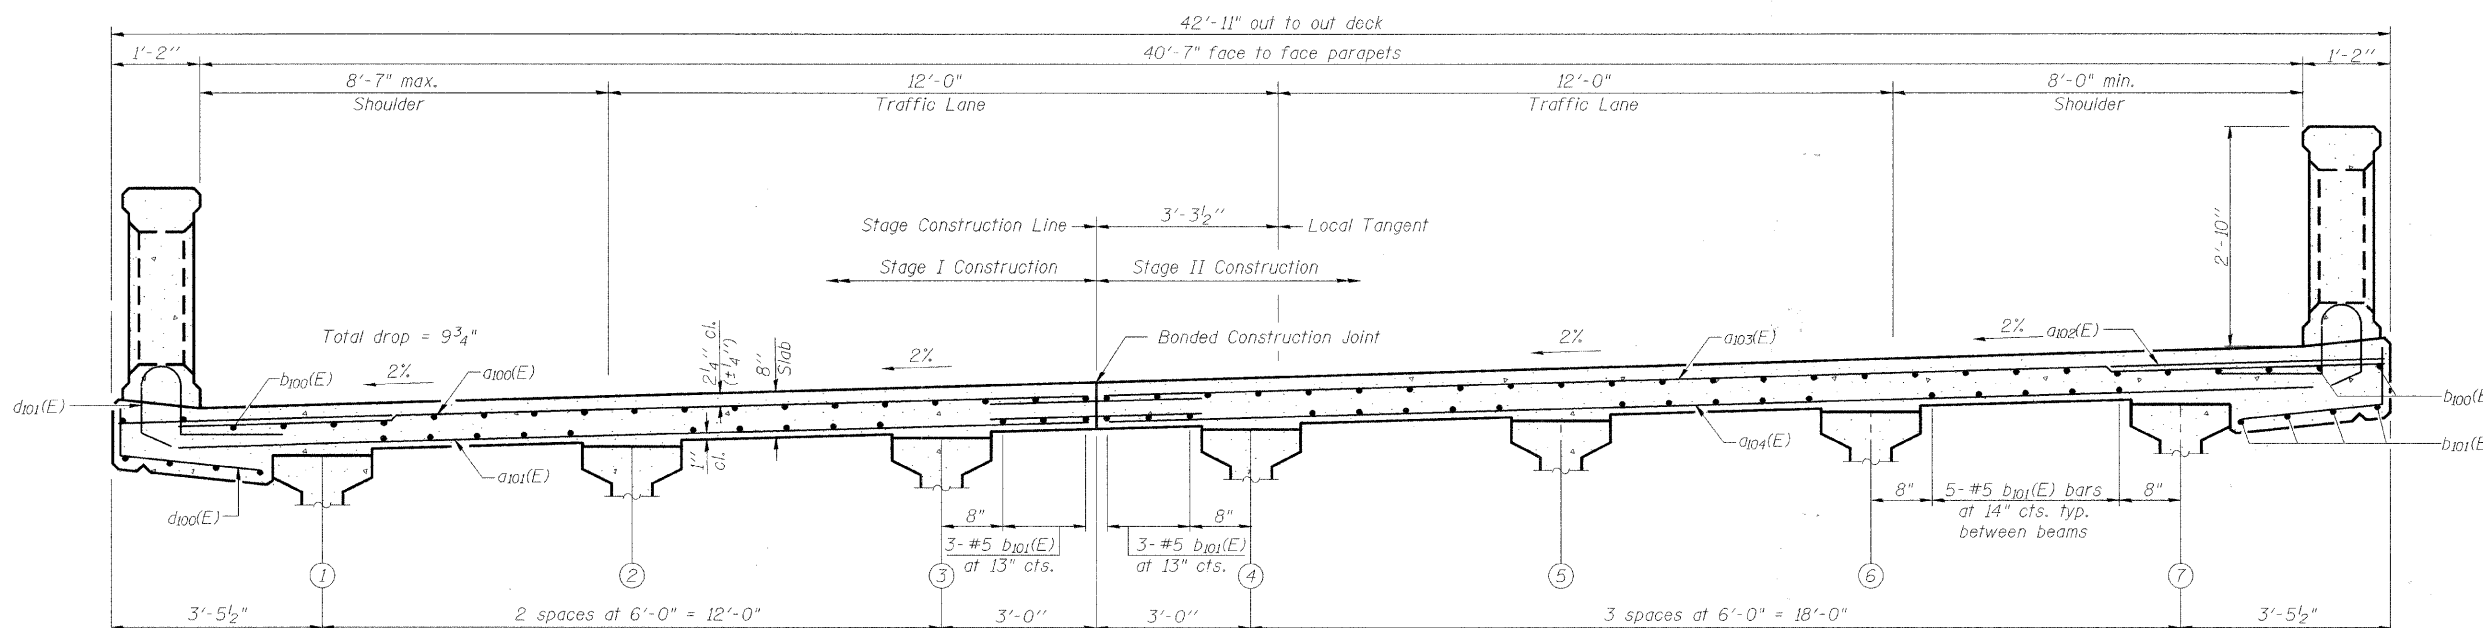 42'-11" out to out deck
1'-2"
40'-7" face to face parapets
1'-2"
8'-7" max.
Shoulder
12'-0"
Traffic Lane
12'-0"
Traffic Lane
8'-0" min.
Shoulder
2'-10"
Stage Construction Line
3'-3½"
Local Tangent
Stage I Construction
Stage II Construction
Total drop = 9¾"
2¼" cl.
(±¼")
8"
Slab
Bonded Construction Joint
2%
2%
2%
2%
a102(E)
a103(E)
b100(E)
a100(E)
d101(E)
b100(E
a104(E)
b101(E
a101(E)
1"
cl.
d100(E)
8"
3-#5 b101(E)
at 13" cts.
8"
3-#5 b101(E)
at 13" cts.
8"
5-#5 b101(E) bars
at 14" cts. typ.
between beams
8"
1
2
3
4
5
6
7
3'-5½"
2 spaces at 6'-0" = 12'-0"
3'-0"
3'-0"
3 spaces at 6'-0" = 18'-0"
3'-5½"